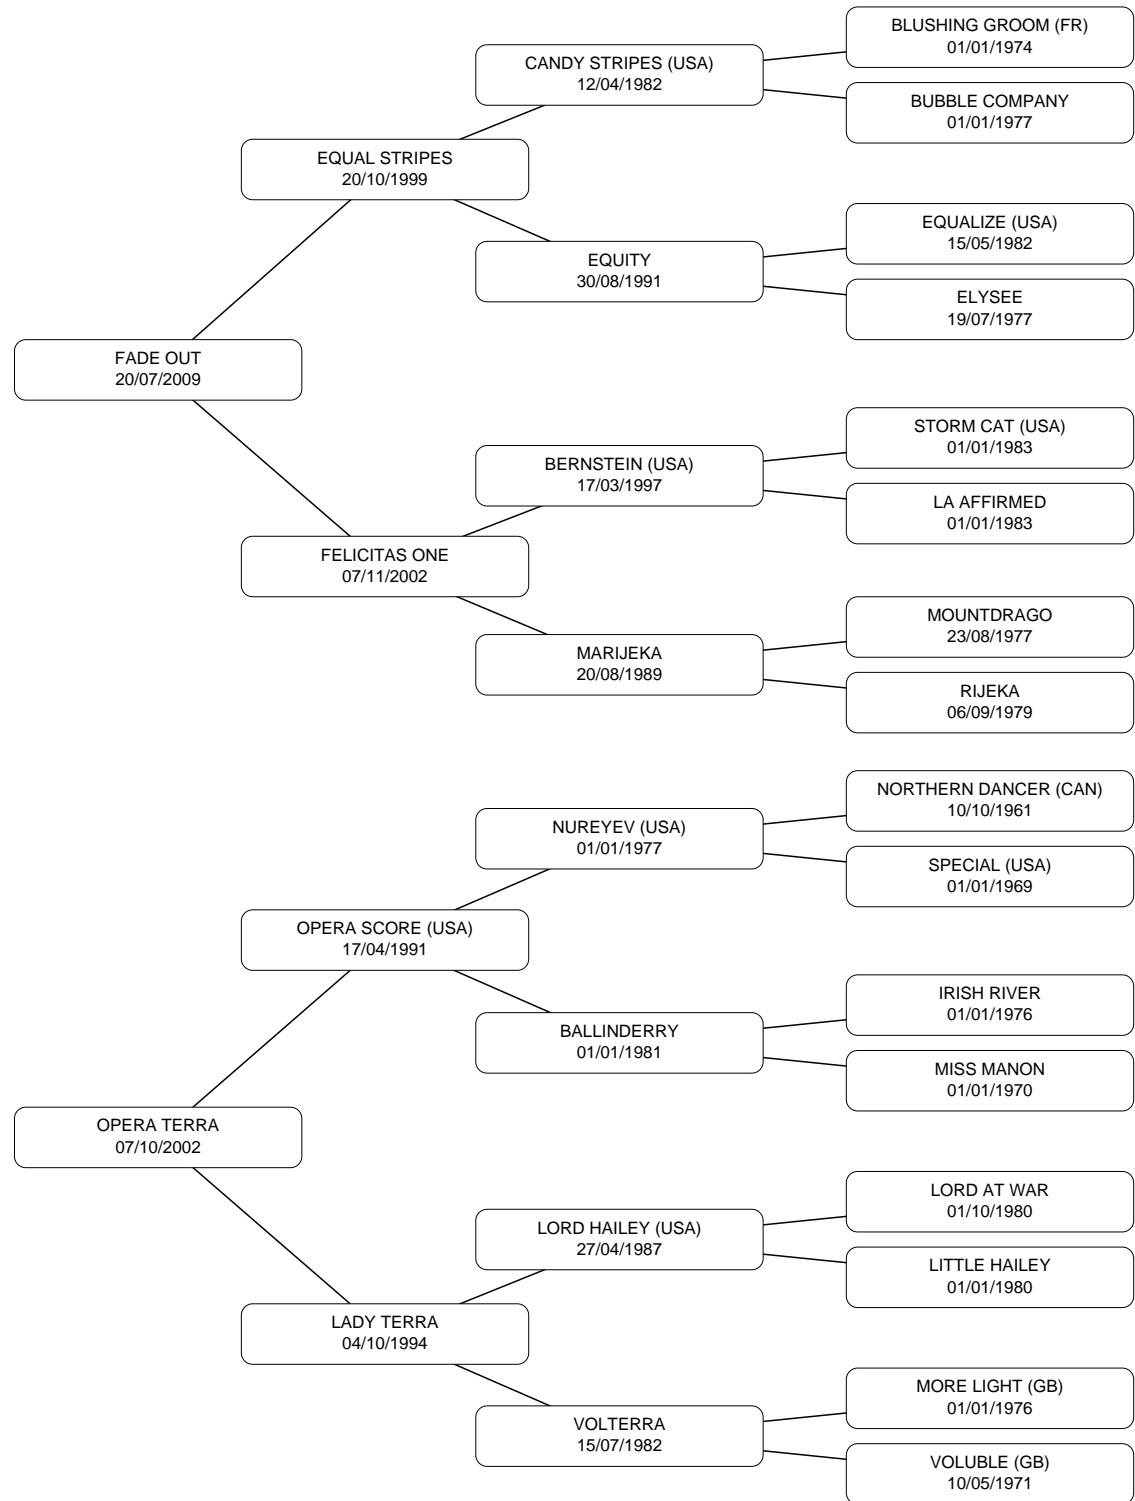 BLUSHING GROOM (FR)
01/01/1974
CANDY STRIPES (USA)
12/04/1982
BUBBLE COMPANY
01/01/1977
EQUAL STRIPES
20/10/1999
EQUALIZE (USA)
15/05/1982
EQUITY
30/08/1991
ELYSEE
19/07/1977
FADE OUT
20/07/2009
STORM CAT (USA)
01/01/1983
BERNSTEIN (USA)
17/03/1997
LA AFFIRMED
01/01/1983
FELICITAS ONE
07/11/2002
MOUNTDRAGO
23/08/1977
MARIJEKA
20/08/1989
RIJEKA
06/09/1979
NORTHERN DANCER (CAN)
10/10/1961
NUREYEV (USA)
01/01/1977
SPECIAL (USA)
01/01/1969
OPERA SCORE (USA)
17/04/1991
IRISH RIVER
01/01/1976
BALLINDERRY
01/01/1981
MISS MANON
01/01/1970
OPERA TERRA
07/10/2002
LORD AT WAR
01/10/1980
LORD HAILEY (USA)
27/04/1987
LITTLE HAILEY
01/01/1980
LADY TERRA
04/10/1994
MORE LIGHT (GB)
01/01/1976
VOLTERRA
15/07/1982
VOLUBLE (GB)
10/05/1971